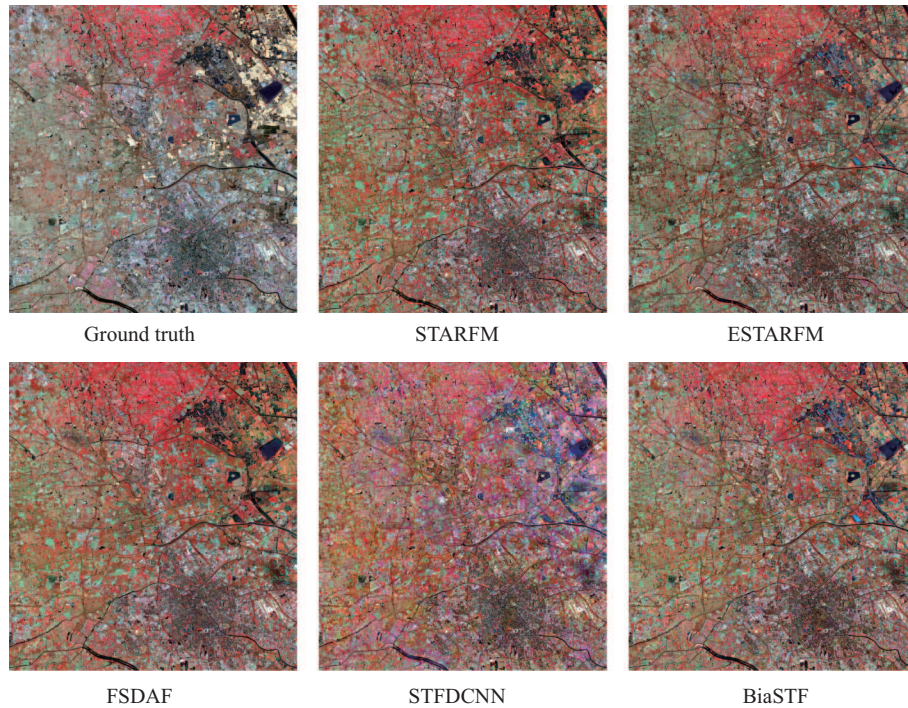 Ground truth
STARFM
ESTARFM
FSDAF
STFDCNN
BiaSTF